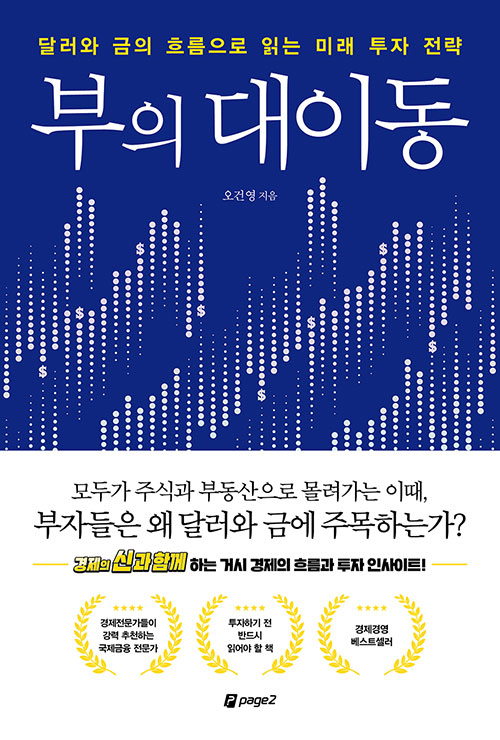 달러와 금의 흐름으로 읽는 미래 투자 전략
부의 대이동
오건영 지음
모두가 주식과 부동산으로 몰려가는 이때,
부자들은 왜 달러와 금에 주목하는가?
경제의 신과함께 하는 거시 경제의 흐름과 투자 인사이트!
경제전문가들이
강력 추천하는
국제금융 전문가
투자하기 전
반드시
읽어야 할 책
경제경영
베스트셀러
page2